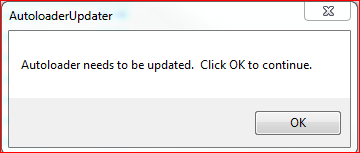 AutoloaderUpdater
Autoloader needs to be updated.  Click OK to continue.
OK